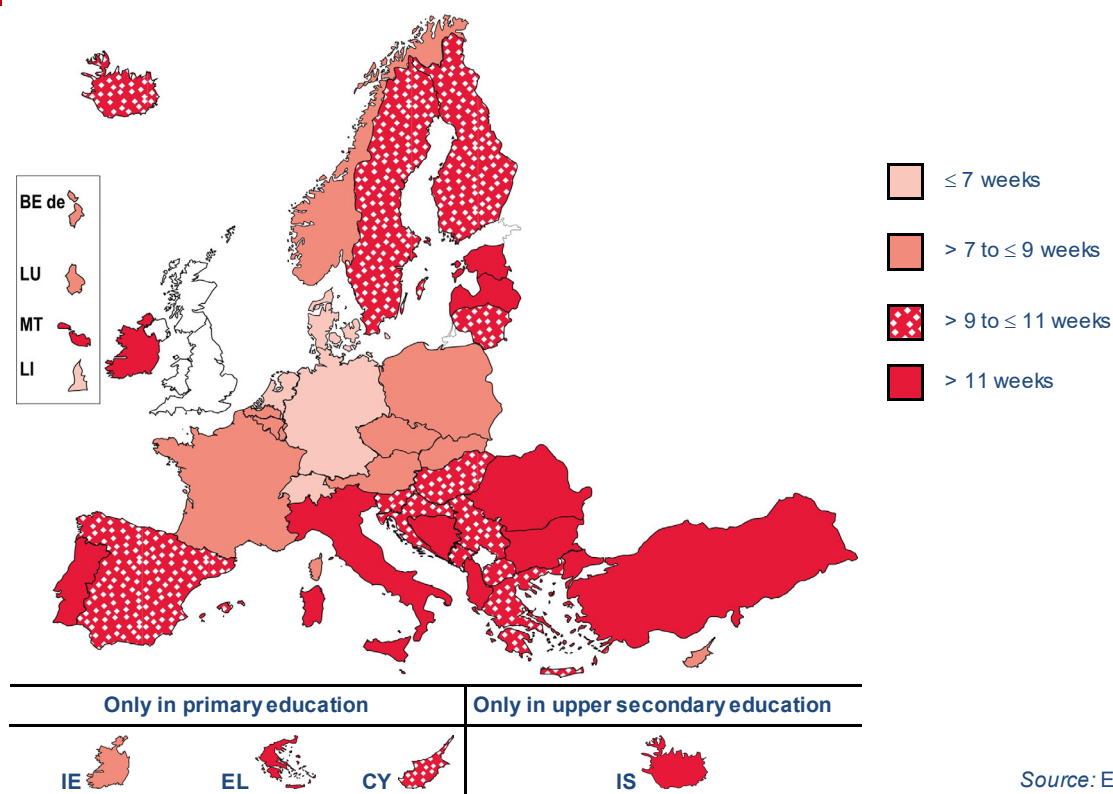 BE de
LU
MT
LI
≤ 7 weeks
> 7 to ≤ 9 weeks
> 9 to ≤ 11 weeks
> 11 weeks
Only in primary education
Only in upper secondary education
IE
EL
CY
IS
Source: E